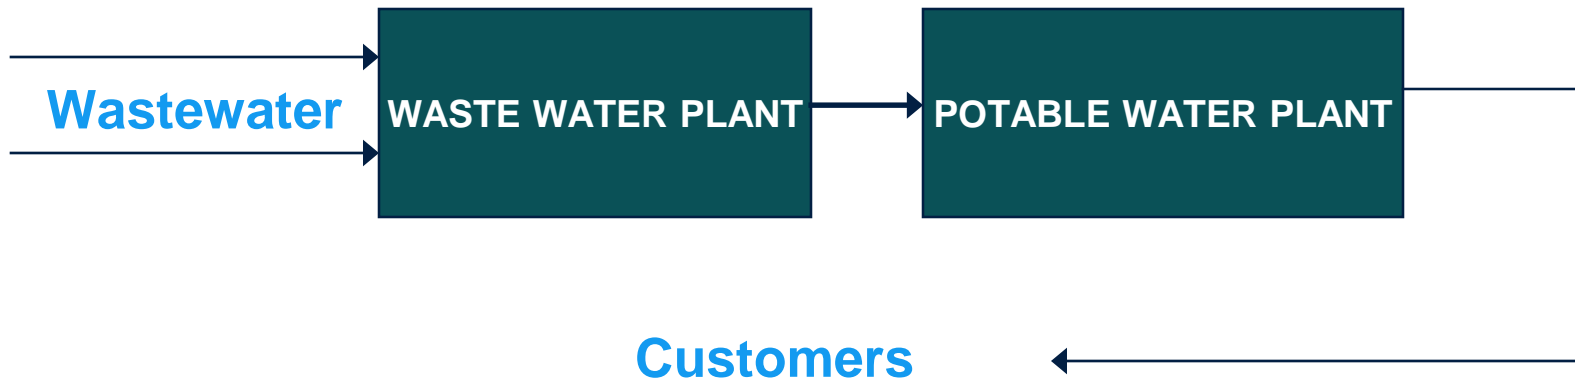 Wastewater
WASTE WATER PLANT
POTABLE WATER PLANT
Customers